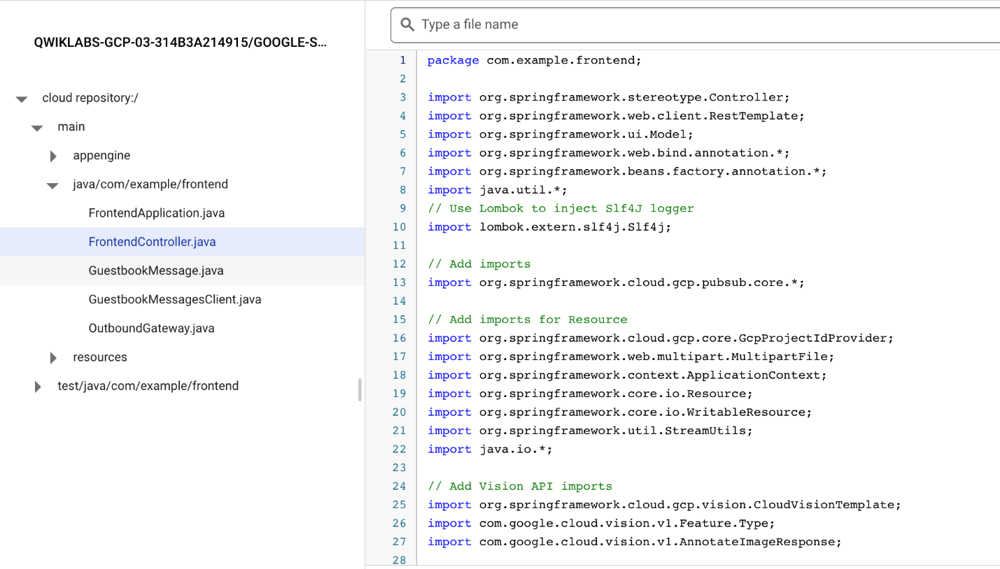 QWIKLABS-GCP-03-314B3A214915/GOOGLE-S...
cloud repository:/
main
appengine
java/com/example/frontend
FrontendApplication.java
FrontendController.java
GuestbookMessage.java
GuestbookMessagesClient.java
OutboundGateway.java
resources
test/java/com/example/frontend
Type a file name
1 package com.example.frontend;
2
3 import org.springframework.stereotype.Controller;
4 import org.springframework.web.client.RestTemplate;
5 import org.springframework.ui.Model;
6 import org.springframework.web.bind.annotation.*;
7 import org.springframework.beans.factory.annotation.*;
8 import java.util.*;
9 // Use Lombok to inject Slf4J logger
10 import lombok.extern.slf4j.Slf4j;
11
12 // Add imports
13 import org.springframework.cloud.gcp.pubsub.core.*;
14
15 // Add imports for Resource
16 import org.springframework.cloud.gcp.core.GcpProjectIdProvider;
17 import org.springframework.web.multipart.MultipartFile;
18 import org.springframework.context.ApplicationContext;
19 import org.springframework.core.io.Resource;
20 import org.springframework.core.io.WritableResource;
21 import org.springframework.util.StreamUtils;
22 import java.io.*;
23
24 // Add Vision API imports
25 import org.springframework.cloud.gcp.vision.CloudVisionTemplate;
26 import com.google.cloud.vision.v1.Feature.Type;
27 import com.google.cloud.vision.v1.AnnotateImageResponse;
28